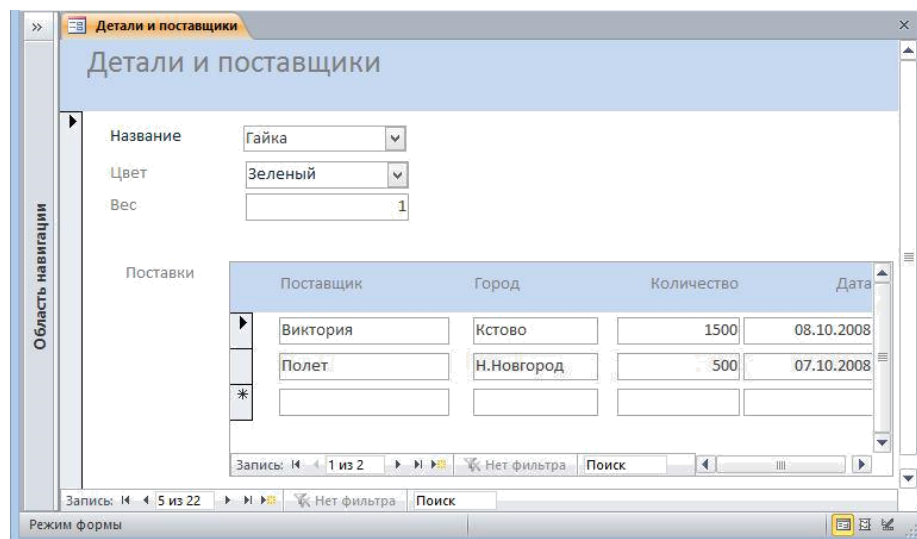 Детали и поставщики
Детали и поставщики
Название Гайка
Цвет Зеленый
Вес 1
Область навигации
Поставки
Поставщик Город Количество Дата
Виктория Кстово 1500 08.10.2008
Полет Н.Новгород 500 07.10.2008
Запись: 1 из 2 Нет фильтра Поиск
Запись: 5 из 22 Нет фильтра Поиск
Режим формы